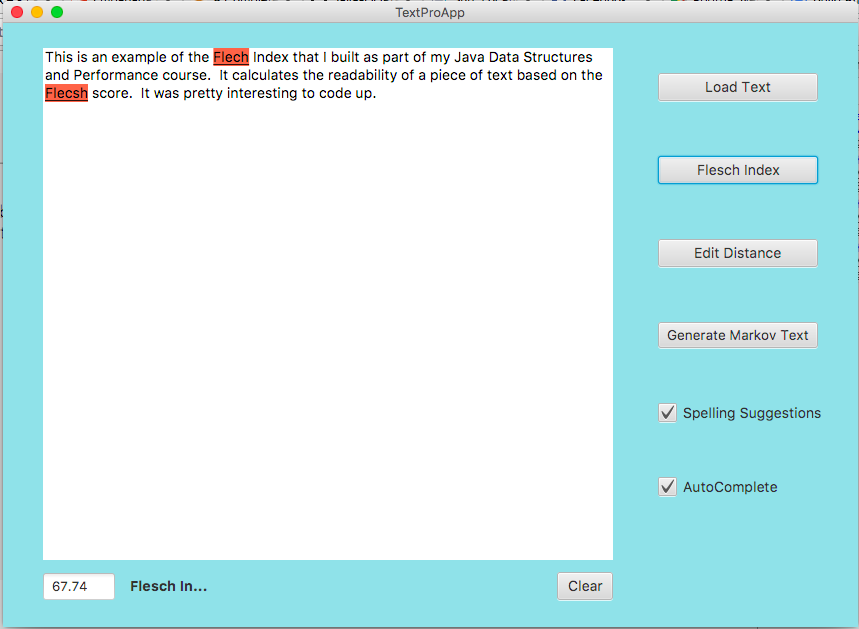 TextProApp
This is an example of the Flech Index that I built as part of my Java Data Structures
and Performance course.  It calculates the readability of a piece of text based on the
Flecsh score.  It was pretty interesting to code up.
Load Text
Flesch Index
Edit Distance
Generate Markov Text
Spelling Suggestions
AutoComplete
67.74
Flesch In...
Clear